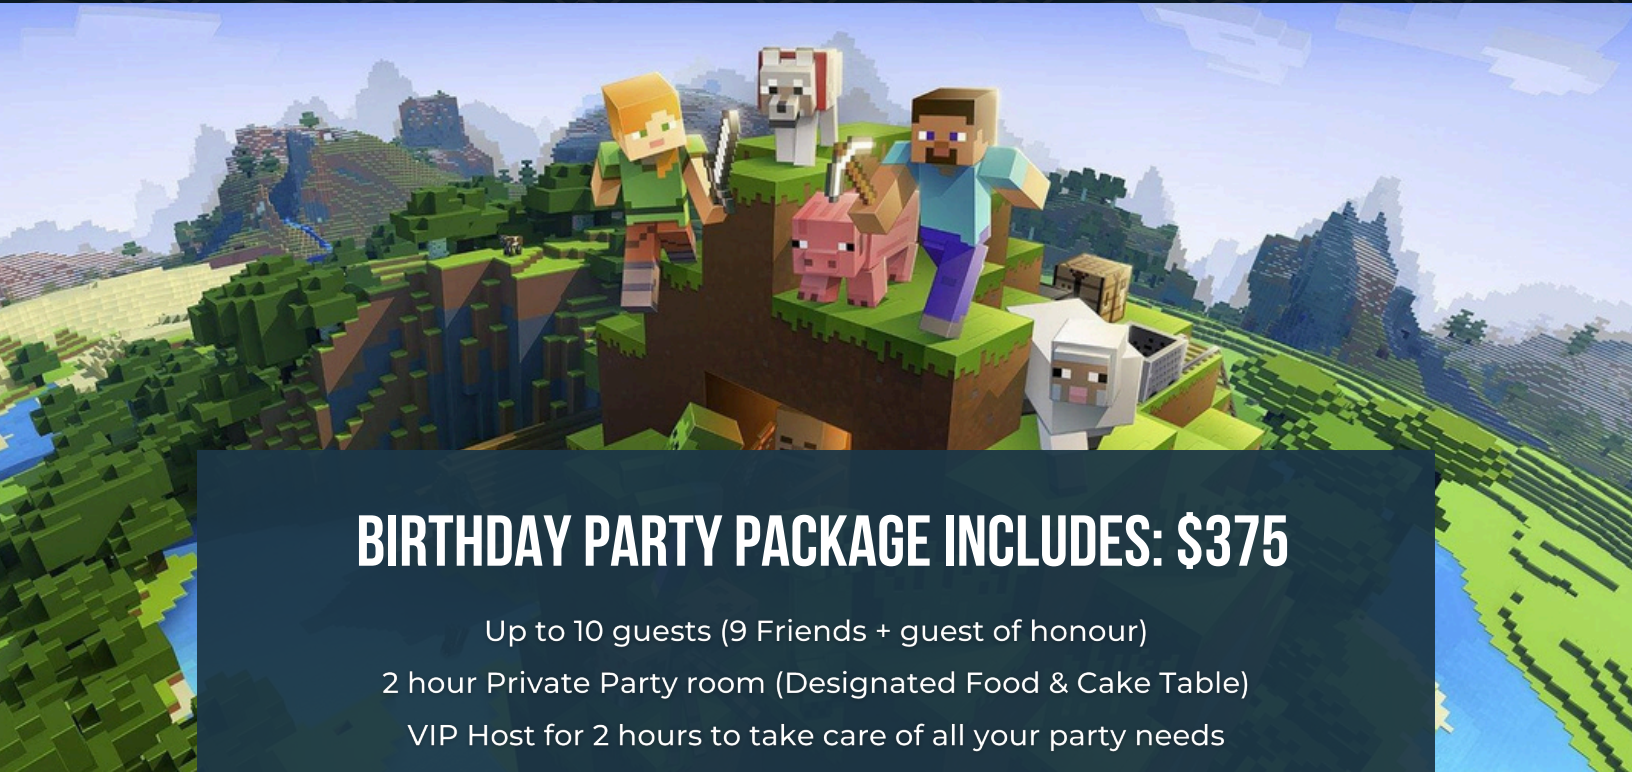 BIRTHDAY PARTY PACKAGE INCLUDES: $375
Up to 10 guests (9 Friends + guest of honour)
2 hour Private Party room (Designated Food & Cake Table)
VIP Host for 2 hours to take care of all your party needs